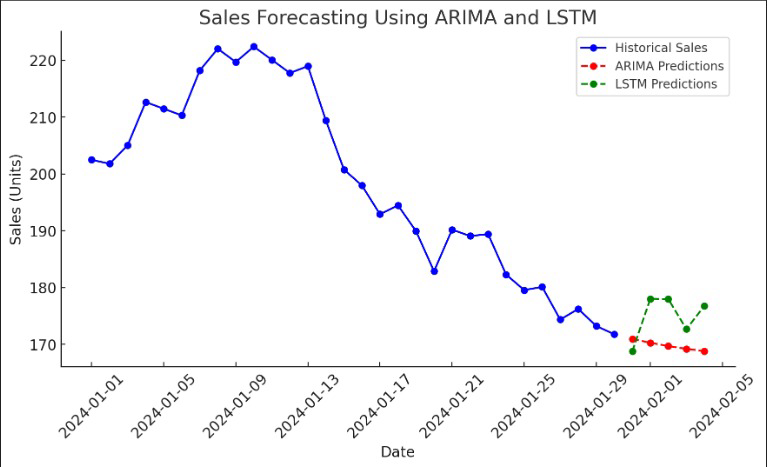 Sales Forecasting Using ARIMA and LSTM
Historical Sales
ARIMA Predictions
LSTM Predictions
Sales (Units)
220
210
200
190
180
170
2024-01-01
2024-01-05
2024-01-09
2024-01-13
2024-01-17
2024-01-21
2024-01-25
2024-01-29
2024-02-01
2024-02-05
Date